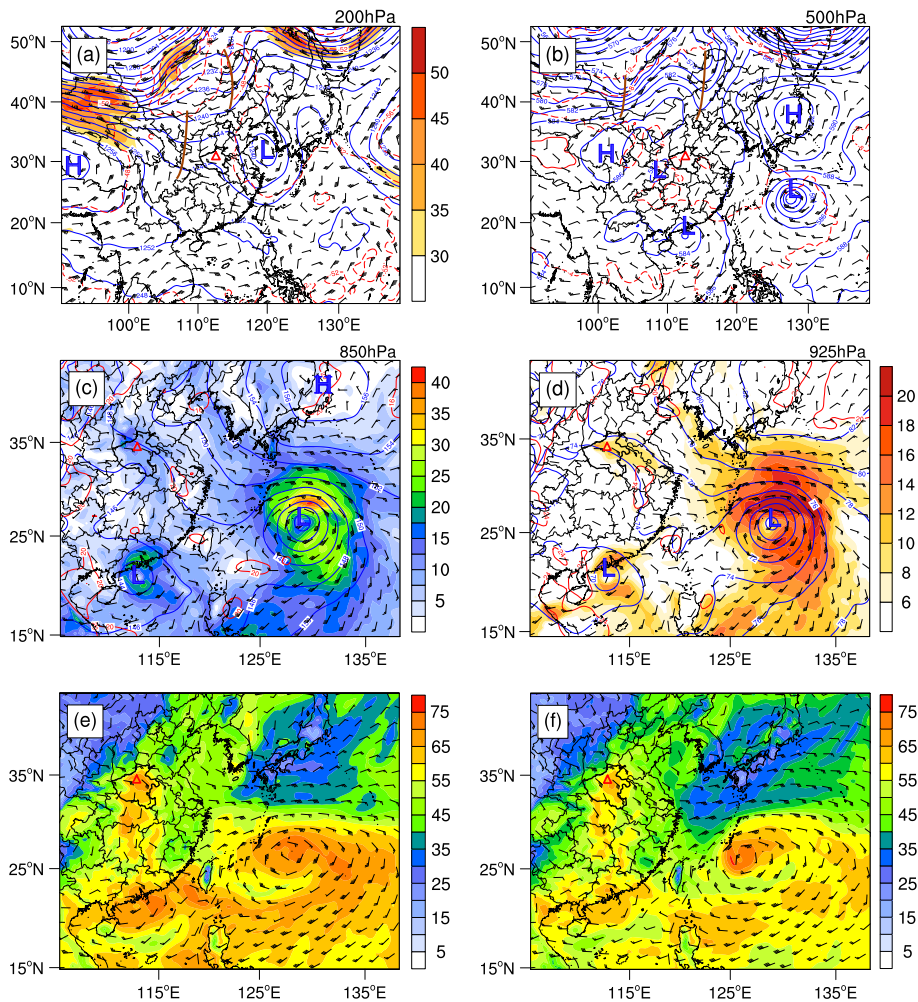 200hPa
500hPa
50°N
(a)
50
40°N
45
40
30°N
H
L
35
20°N
30
10°N
100°E
110°E
120°E
130°E
50°N
(b)
40°N
H
30°N
H
L
L
20°N
L
10°N
100°E
110°E
120°E
130°E
850hPa
925hPa
(c)
H
40
35
35°N
30
25
25°N
L
20
15
L
10
5
15°N
115°E
125°E
135°E
(d)
20
35°N
18
16
14
25°N
L
12
10
L
8
6
15°N
115°E
125°E
135°E
(e)
75
35°N
65
55
45
25°N
35
25
15
5
15°N
115°E
125°E
135°E
(f)
75
35°N
65
55
45
25°N
35
25
15
5
15°N
115°E
125°E
135°E